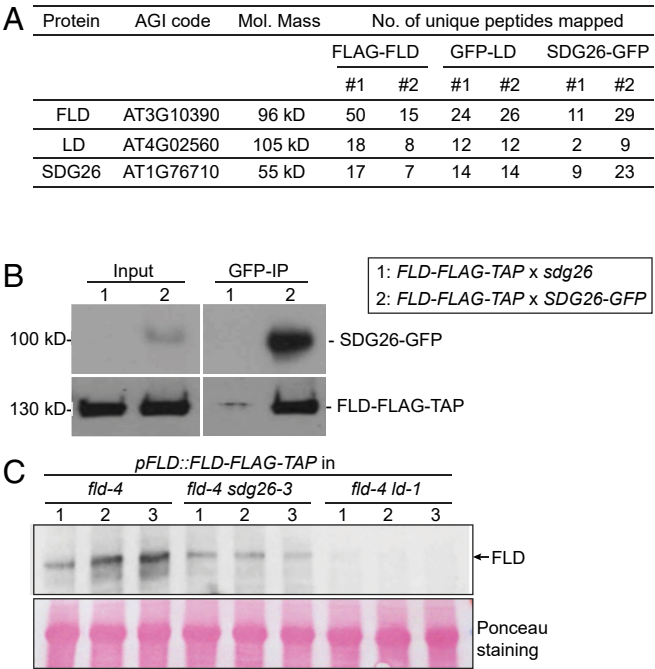 A
Protein AGI code Mol. Mass No. of unique peptides mapped
FLAG-FLD GFP-LD SDG26-GFP
#1 #2 #1 #2 #1 #2
FLD AT3G10390 96 kD 50 15 24 26 11 29
LD AT4G02560 105 kD 18 8 12 12 2 9
SDG26 AT1G76710 55 kD 17 7 14 14 9 23
B
Input GFP-IP
1 2 1 2
1: FLD-FLAG-TAP x sdg26
2: FLD-FLAG-TAP x SDG26-GFP
100 kD- - SDG26-GFP
130 kD- - FLD-FLAG-TAP
C
pFLD::FLD-FLAG-TAP in
fld-4 fld-4 sdg26-3 fld-4 ld-1
1 2 3 1 2 3 1 2 3
←FLD
Ponceau
staining